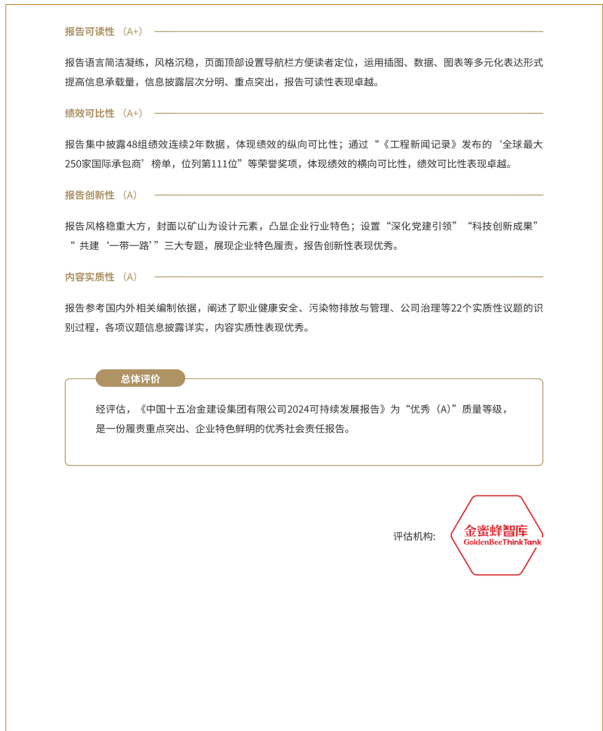 报告可读性 （A+）
报告语言简洁凝练，风格沉稳，页面顶部设置导航栏方便读者定位，运用插图、数据、图表等多元化表达形式
提高信息承载量，信息披露层次分明、重点突出，报告可读性表现卓越。
绩效可比性 （A+）
报告集中披露48组绩效连续2年数据，体现绩效的纵向可比性；通过“《工程新闻记录》发布的‘全球最大
250家国际承包商’榜单，位列第111位”等荣誉奖项，体现绩效的横向可比性，绩效可比性表现卓越。
报告创新性 （A）
报告风格稳重大方，封面以矿山为设计元素，凸显企业行业特色；设置“深化党建引领”“科技创新成果”
“ 共建‘一带一路’”三大专题，展现企业特色履责，报告创新性表现优秀。
内容实质性 （A）
报告参考国内外相关编制依据，阐述了职业健康安全、污染物排放与管理、公司治理等22个实质性议题的识
别过程，各项议题信息披露详实，内容实质性表现优秀。
总体评价
经评估，《中国十五冶金建设集团有限公司2024可持续发展报告》为“优秀（A）”质量等级，
是一份履责重点突出、企业特色鲜明的优秀社会责任报告。
评估机构:
金蜜蜂智库
GoldenBeeThinkTank